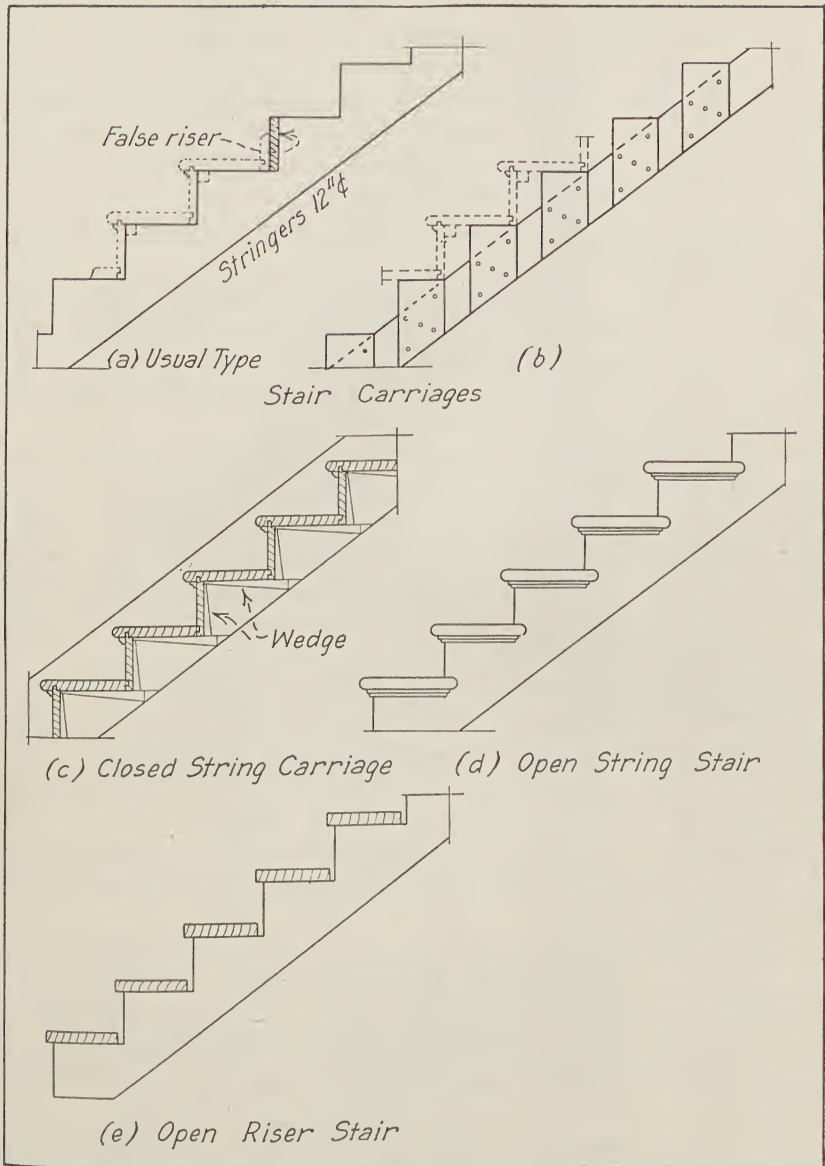 False riser
Stringers 12"¢
(a) Usual Type
(b)
Stair Carriages
Wedge
(c) Closed String Carriage
(d) Open String Stair
(e) Open Riser Stair